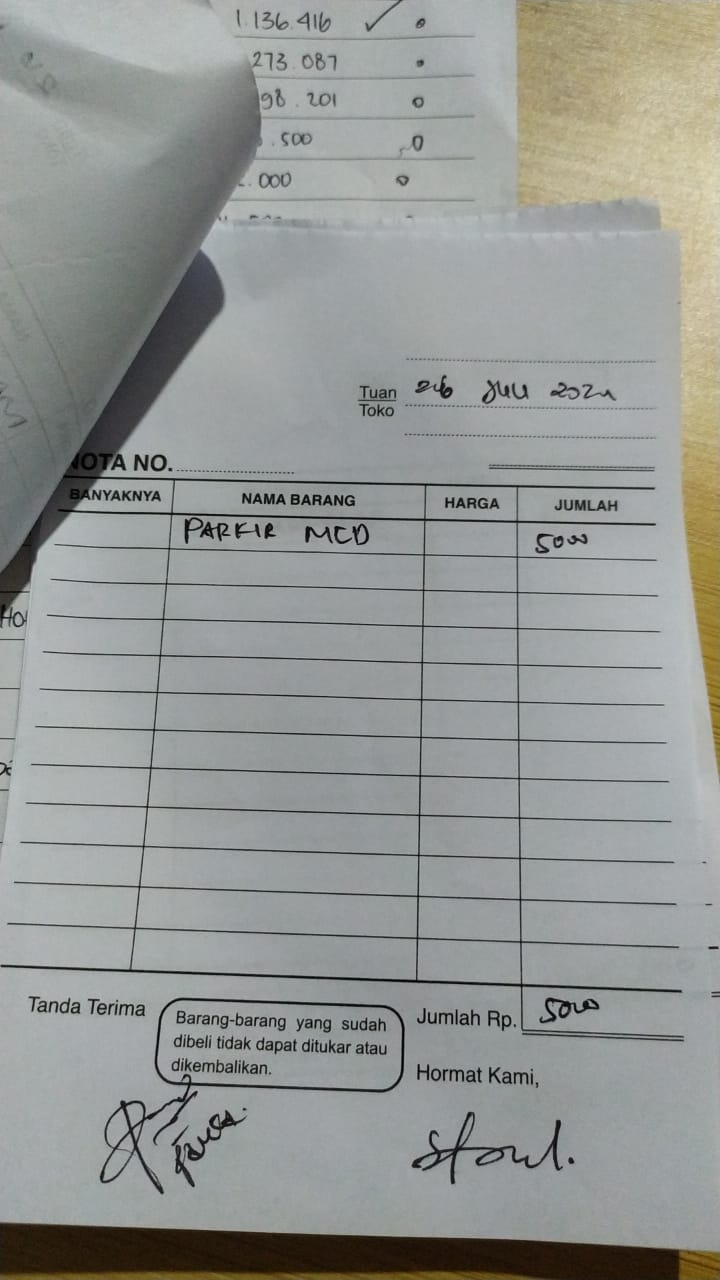 1.136.416
273.087
98.201
.500
.000
Tuan 26 Juli 2024
Toko
NOTA NO.
BANYAKNYA NAMA BARANG HARGA JUMLAH
PARKIR MCD 5000
Tanda Terima
Barang-barang yang sudah
dibeli tidak dapat ditukar atau
dikembalikan.
Jumlah Rp. 5000
Hormat Kami,